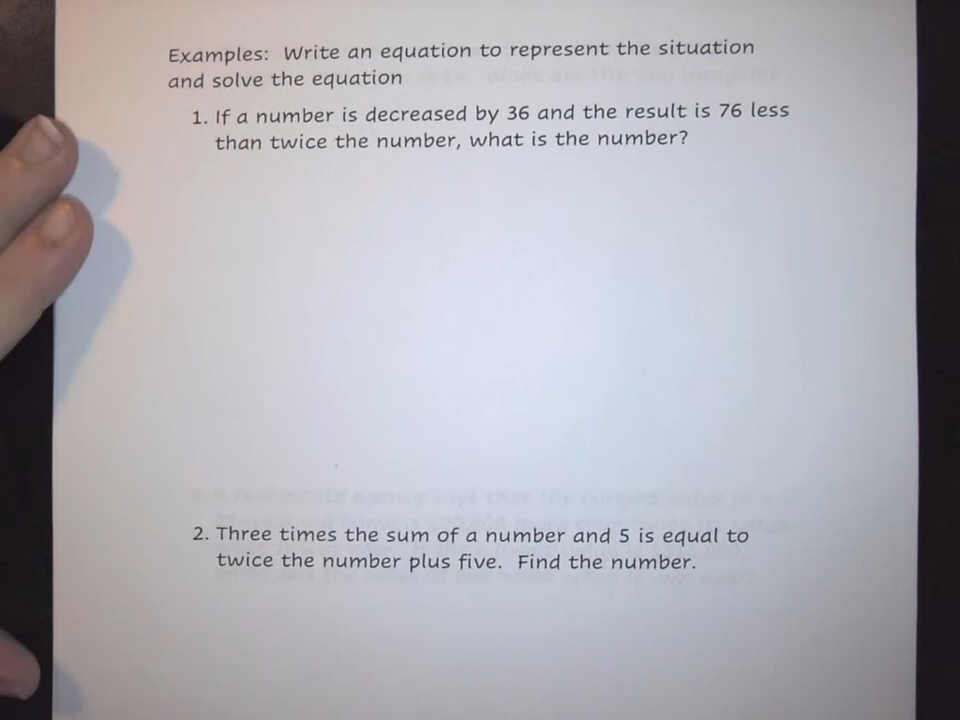 Examples: Write an equation to represent the situation
and solve the equation
1. If a number is decreased by 36 and the result is 76 less
than twice the number, what is the number?
2. Three times the sum of a number and 5 is equal to
twice the number plus five. Find the number.